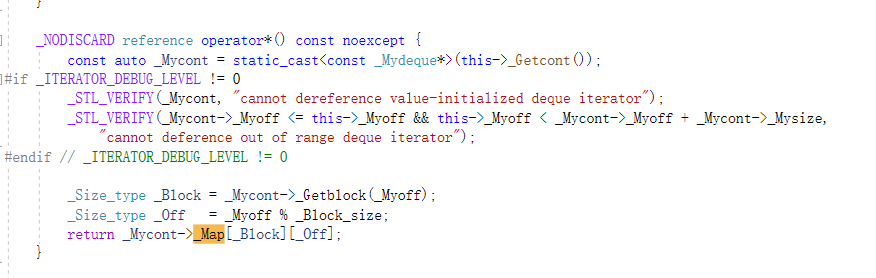 }
_NODISCARD reference operator*() const noexcept {
const auto _Mycont = static_cast<const _Mydeque*>(this->_Getcont());
#if _ITERATOR_DEBUG_LEVEL != 0
_STL_VERIFY(_Mycont, "cannot dereference value-initialized deque iterator");
_STL_VERIFY(_Mycont->_Myoff <= this->_Myoff && this->_Myoff < _Mycont->_Myoff + _Mycont->_Mysize,
"cannot deference out of range deque iterator");
#endif // _ITERATOR_DEBUG_LEVEL != 0
_Size_type _Block = _Mycont->_Getblock(_Myoff);
_Size_type _Off   = _Myoff % _Block_size;
return _Mycont->_Map[_Block][_Off];
}